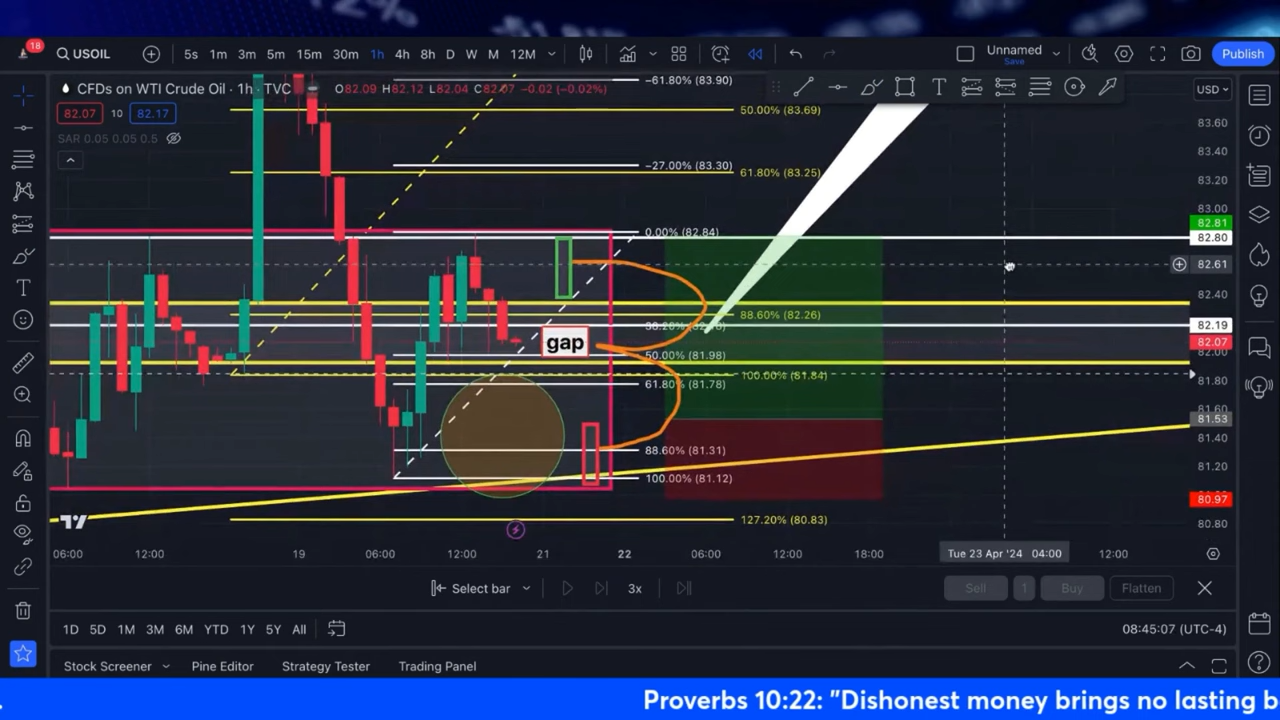 18
USOIL
5s 1m 3m 5m 15m 30m 1h 4h 8h D W M 12M
Unnamed
Save
Publish
CFDs on WTI Crude Oil · 1h · TVC O82.09 H82.12 L82.04 C82.07 −0.02 (−0.02%)
82.07 10 82.17
SAR 0.05 0.05 0.5
USD
−61.80% (83.90)
50.00% (83.69)
−27.00% (83.30)
61.80% (83.25)
0.00% (82.84)
88.60% (82.26)
50.00% (81.98)
100.00% (81.84)
61.80% (81.78)
88.60% (81.31)
100.00% (81.12)
127.20% (80.83)
gap
83.60
83.40
83.20
83.00
82.81
82.80
82.61
82.40
82.19
82.07
82.00
81.80
81.60
81.53
81.40
81.20
80.97
80.80
06:00 12:00 19 06:00 12:00 21 22 06:00 12:00 18:00 Tue 23 Apr '24 04:00 12:00
Select bar 3x Sell 1 Buy Flatten
1D 5D 1M 3M 6M YTD 1Y 5Y All 08:45:07 (UTC-4)
Stock Screener Pine Editor Strategy Tester Trading Panel
Proverbs 10:22: "Dishonest money brings no lasting b